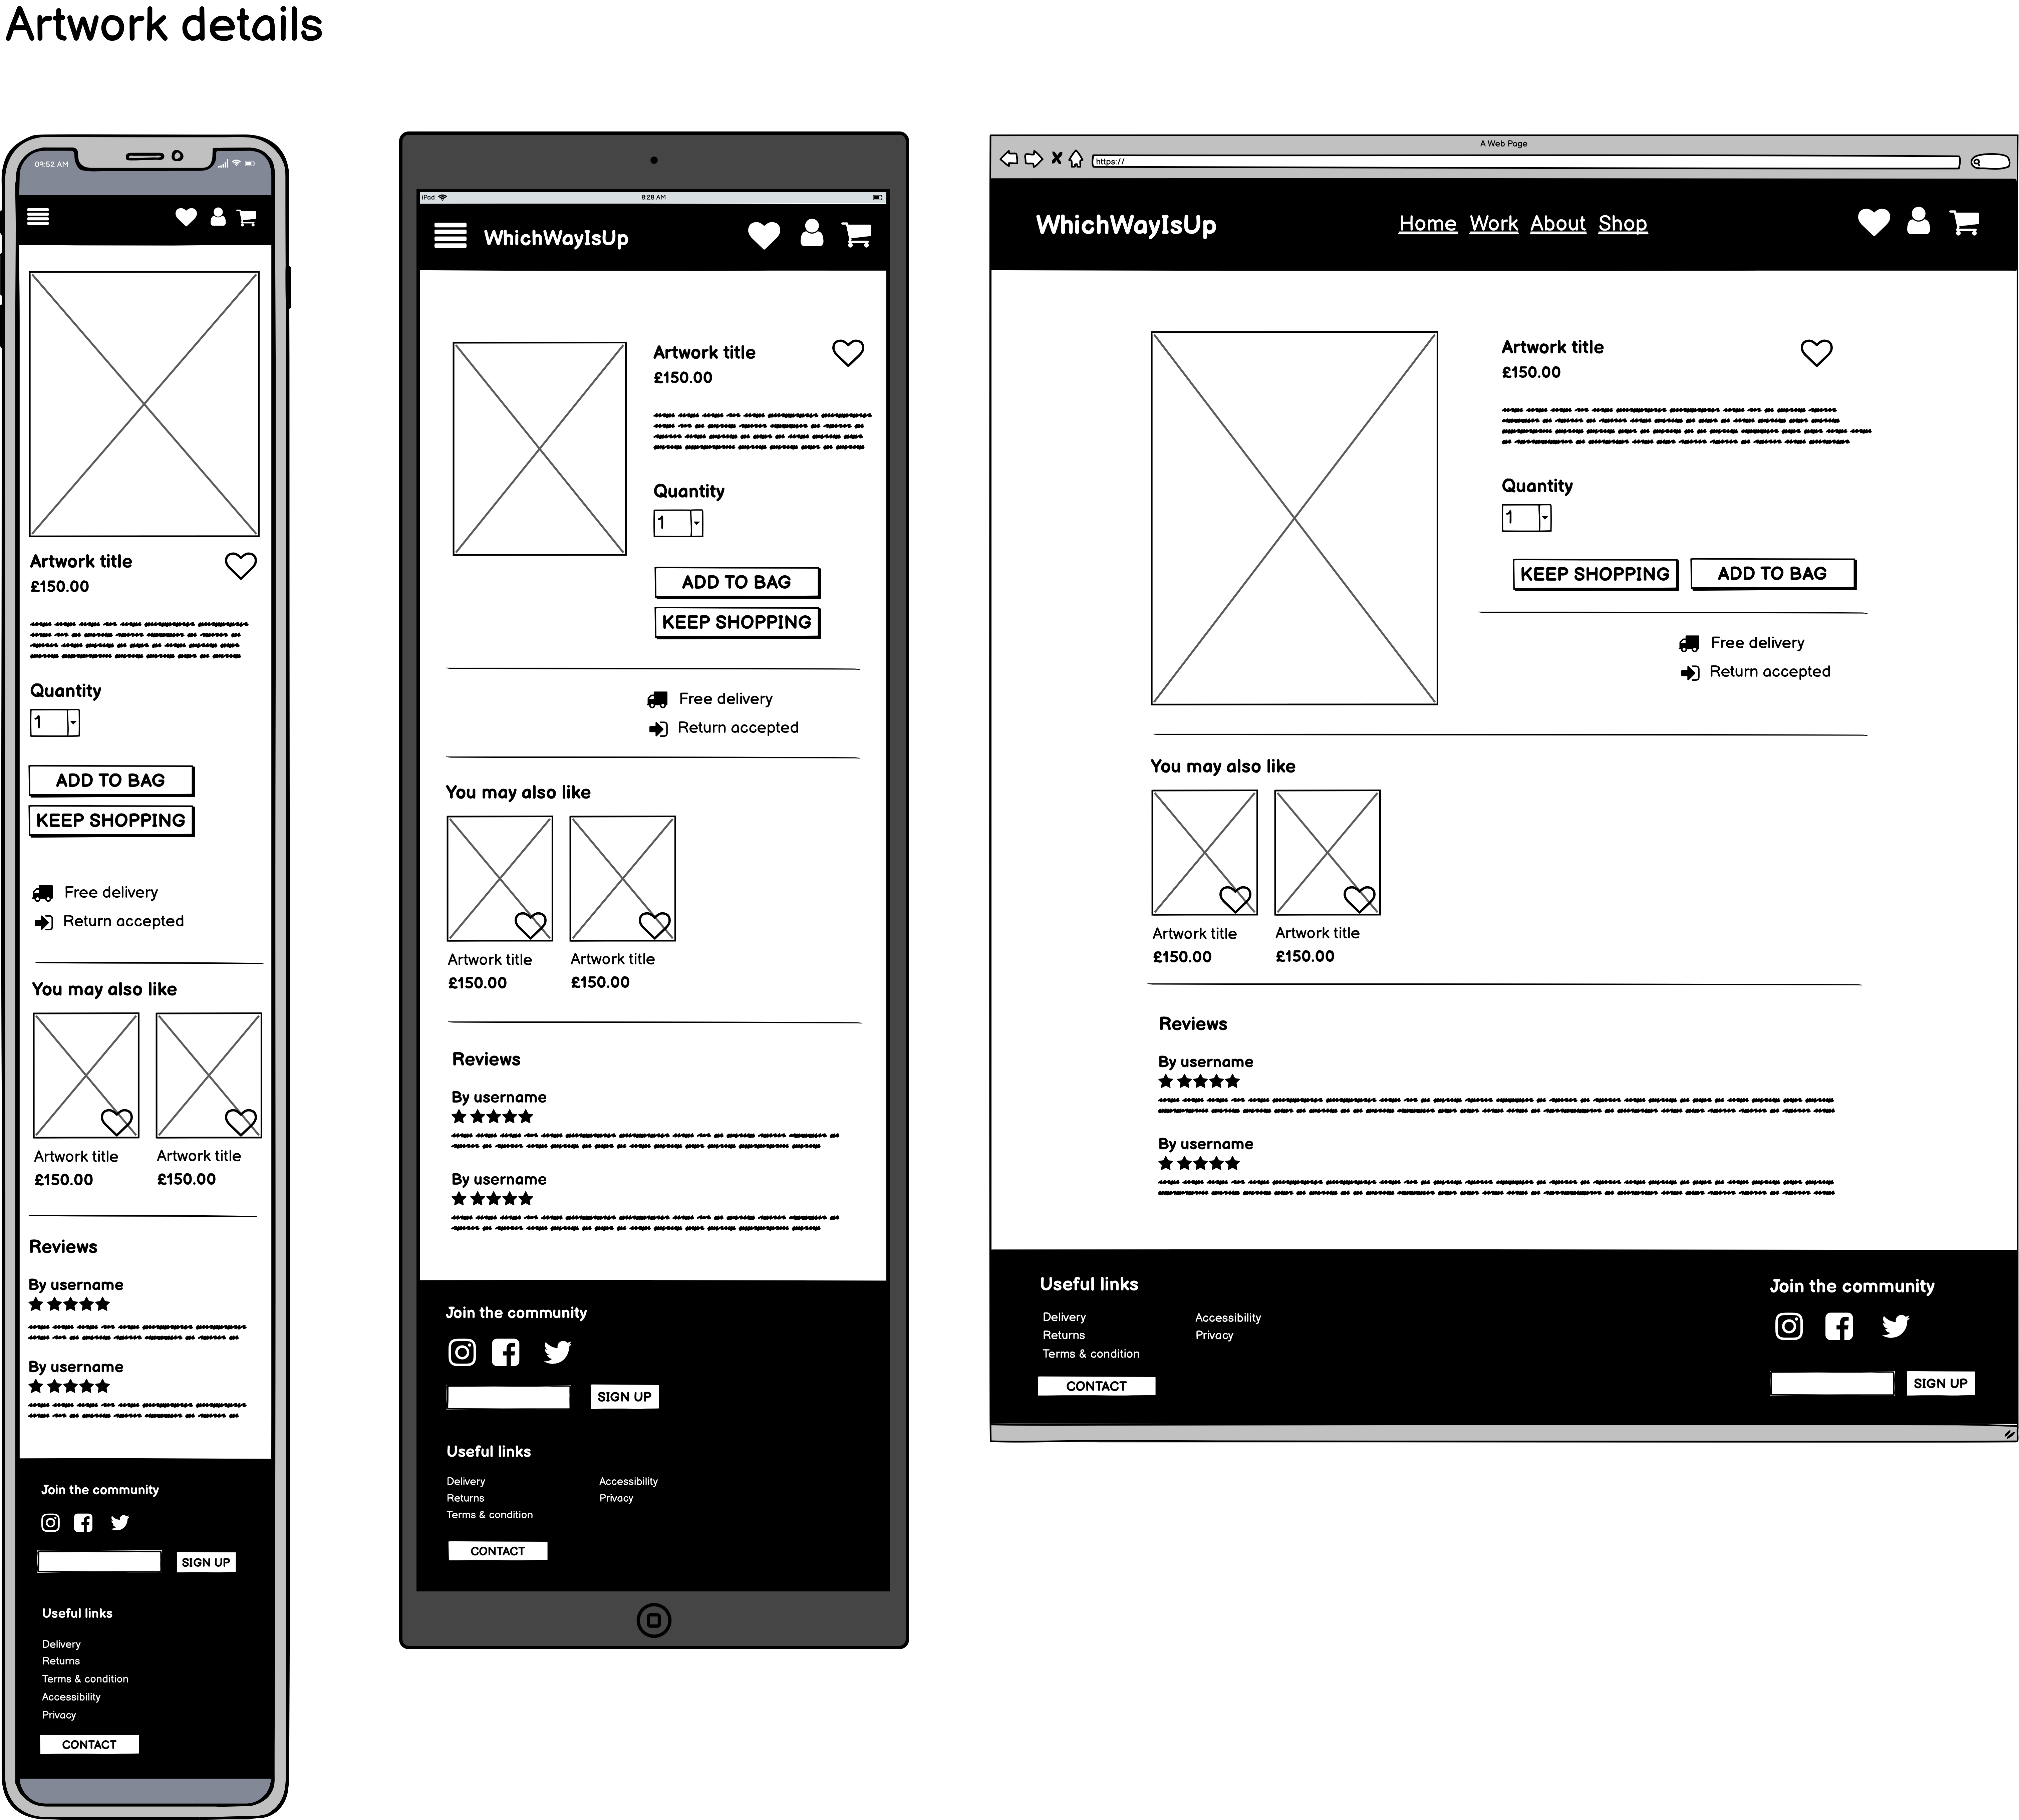 Artwork details
09:52 AM
Artwork title
£150.00
Quantity
1
ADD TO BAG
KEEP SHOPPING
Free delivery
Return accepted
You may also like
Artwork title Artwork title
£150.00 £150.00
Reviews
By username
By username
Join the community
SIGN UP
Useful links
Delivery
Returns
Terms & condition
Accessibility
Privacy
CONTACT
iPad 8:28 AM
WhichWayIsUp
Artwork title
£150.00
Quantity
1
ADD TO BAG
KEEP SHOPPING
Free delivery
Return accepted
You may also like
Artwork title Artwork title
£150.00 £150.00
Reviews
By username
By username
Join the community
SIGN UP
Useful links
Delivery Accessibility
Returns Privacy
Terms & condition
CONTACT
A Web Page
https://
WhichWayIsUp Home Work About Shop
Artwork title
£150.00
Quantity
1
KEEP SHOPPING ADD TO BAG
Free delivery
Return accepted
You may also like
Artwork title Artwork title
£150.00 £150.00
Reviews
By username
By username
Useful links
Delivery Accessibility
Returns Privacy
Terms & condition
CONTACT
Join the community
SIGN UP